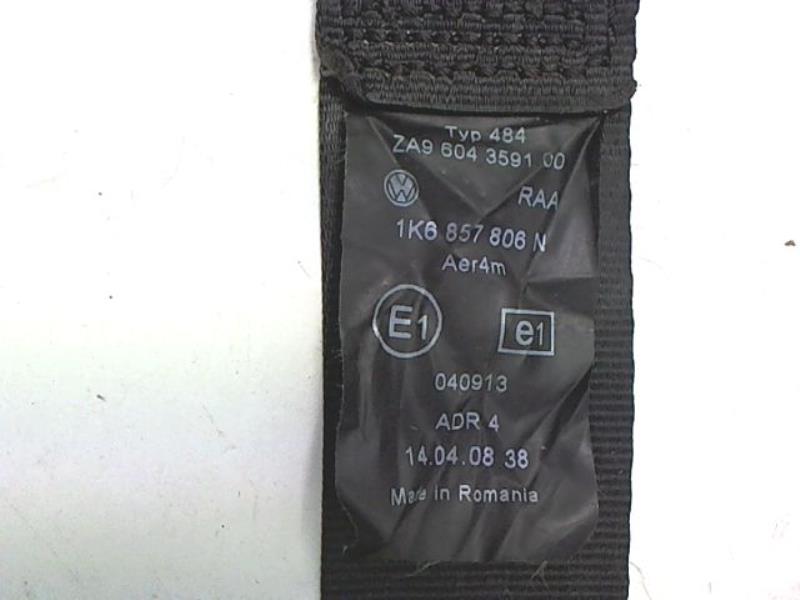 Typ 484
ZA9 604 3591 00
RAA
1K6 857 806 N
Aer4m
E1 e1
040913
ADR 4
14.04.08 38
Made In Romania